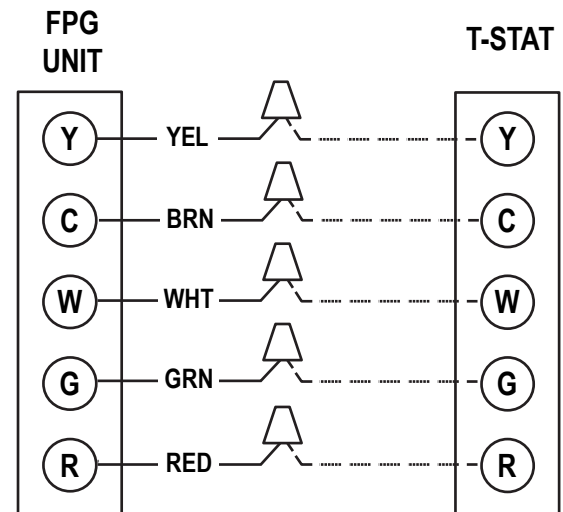 FPG
UNIT
T-STAT
Y YEL Y
C BRN C
W WHT W
G GRN G
R RED R